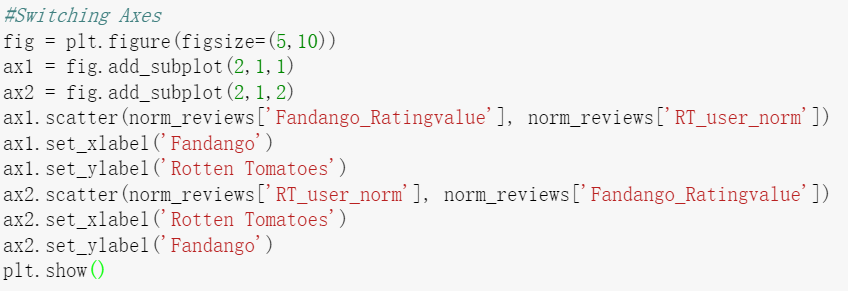 #Switching Axes
fig = plt.figure(figsize=(5,10))
ax1 = fig.add_subplot(2,1,1)
ax2 = fig.add_subplot(2,1,2)
ax1.scatter(norm_reviews['Fandango_Ratingvalue'], norm_reviews['RT_user_norm'])
ax1.set_xlabel('Fandango')
ax1.set_ylabel('Rotten Tomatoes')
ax2.scatter(norm_reviews['RT_user_norm'], norm_reviews['Fandango_Ratingvalue'])
ax2.set_xlabel('Rotten Tomatoes')
ax2.set_ylabel('Fandango')
plt.show()